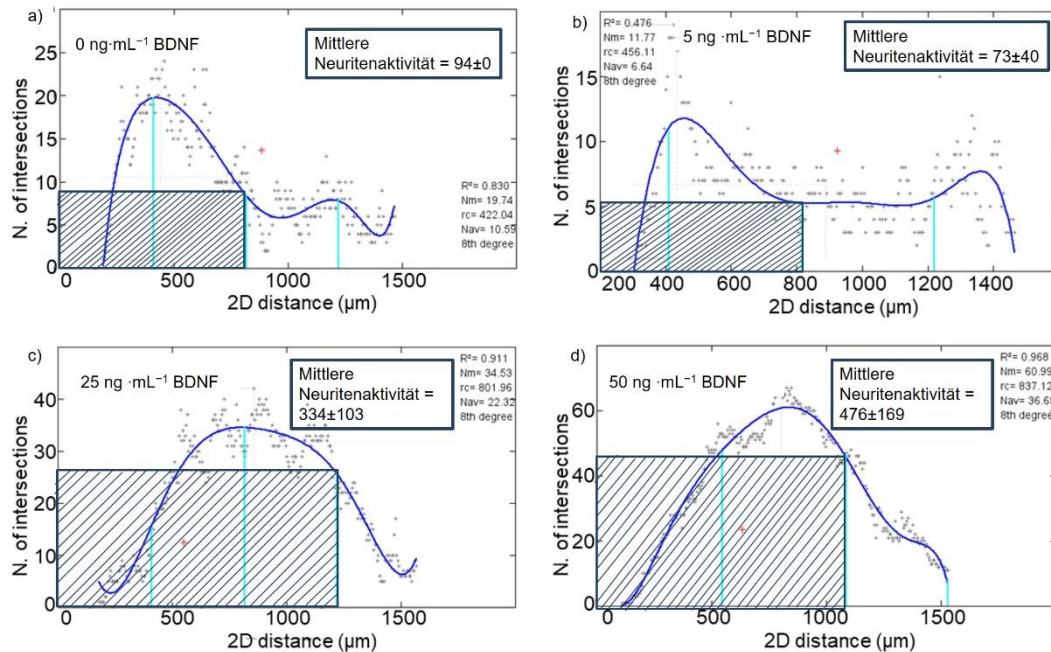 a)
0 ng·mL⁻¹ BDNF
Mittlere
Neuritenaktivität = 94±0
R²= 0.830
Nm= 19.74
rc= 422.04
Nav= 10.59
8th degree
N. of intersections
25
20
15
10
5
0
0 500 1000 1500
2D distance (µm)
b)
5 ng ·mL⁻¹ BDNF
R²= 0.476
Nm= 11.77
rc= 456.11
Nav= 6.64
8th degree
Mittlere
Neuritenaktivität = 73±40
N. of intersections
15
10
5
0
200 400 600 800 1000 1200 1400
2D distance (µm)
c)
25 ng ·mL⁻¹ BDNF
Mittlere
Neuritenaktivität =
334±103
R²= 0.911
Nm= 34.53
rc= 801.96
Nav= 22.32
8th degree
N. of intersections
40
30
20
10
0
0 500 1000 1500
2D distance (µm)
d)
50 ng ·mL⁻¹ BDNF
Mittlere
Neuritenaktivität =
476±169
R²= 0.968
Nm= 60.99
rc= 837.12
8th degree
N. of intersections
60
40
20
0
0 500 1000 1500
2D distance (µm)